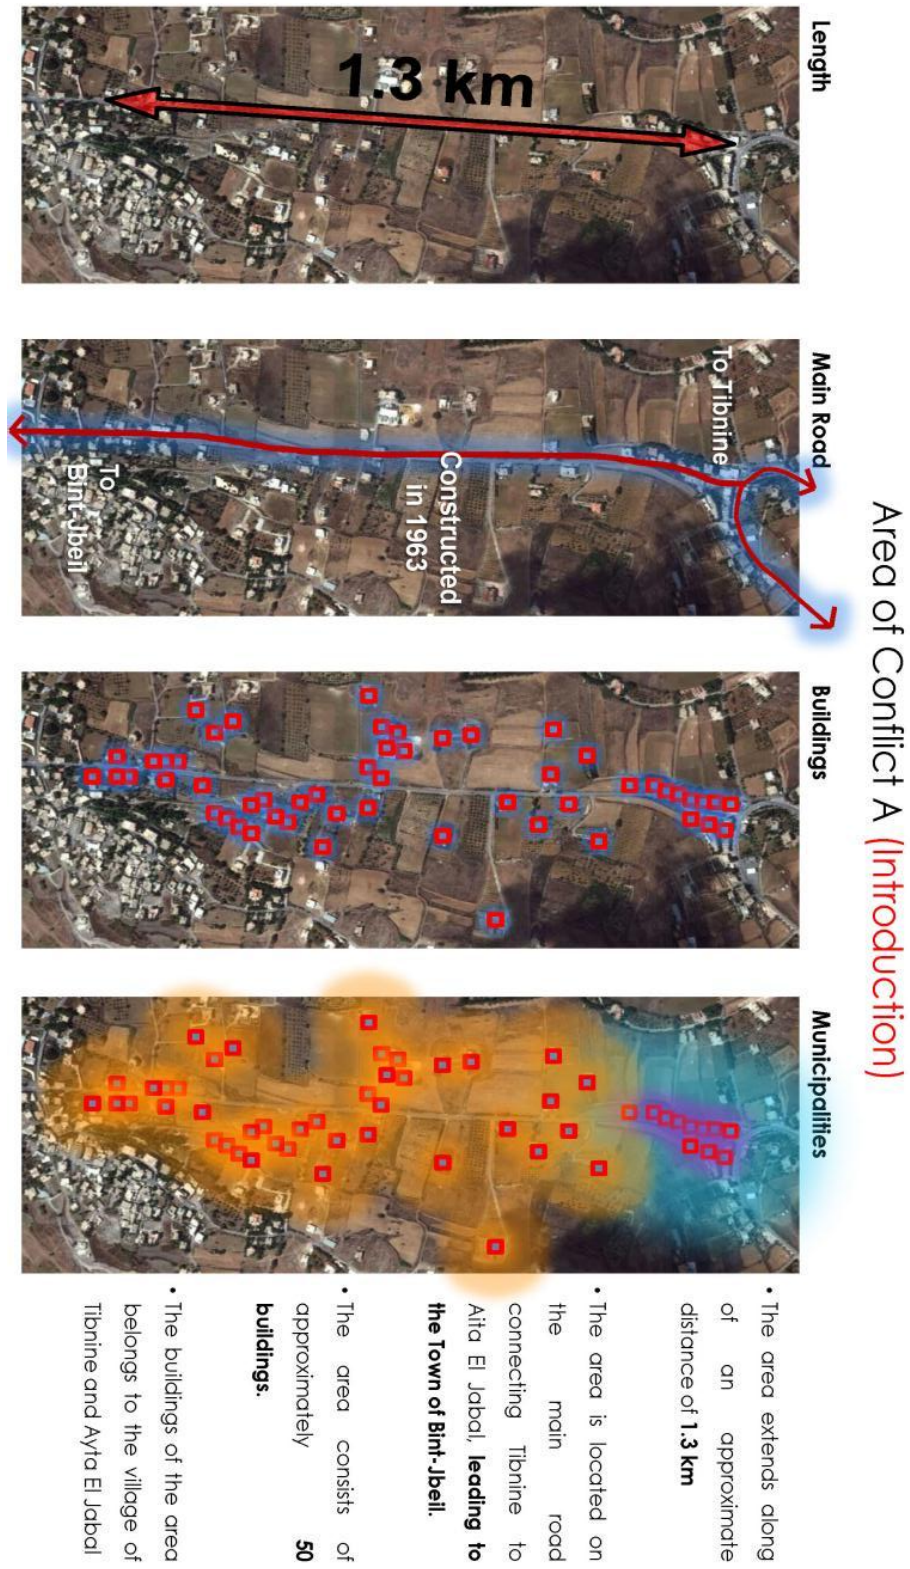 Area of Conflict A (Introduction)
Length
1.3 km
Main Road
To Tibnine
Constructed
in 1963
To
Bint-Jbeil
Buildings
Municipalities
• The area extends along
of an approximate
distance of 1.3 km
• The area is located on
the main road
connecting Tibnine to
Aita El Jabal, leading to
the Town of Bint-Jbeil.
• The area consists of
approximately 50
buildings.
• The buildings of the area
belongs to the village of
Tibnine and Ayta El Jabal